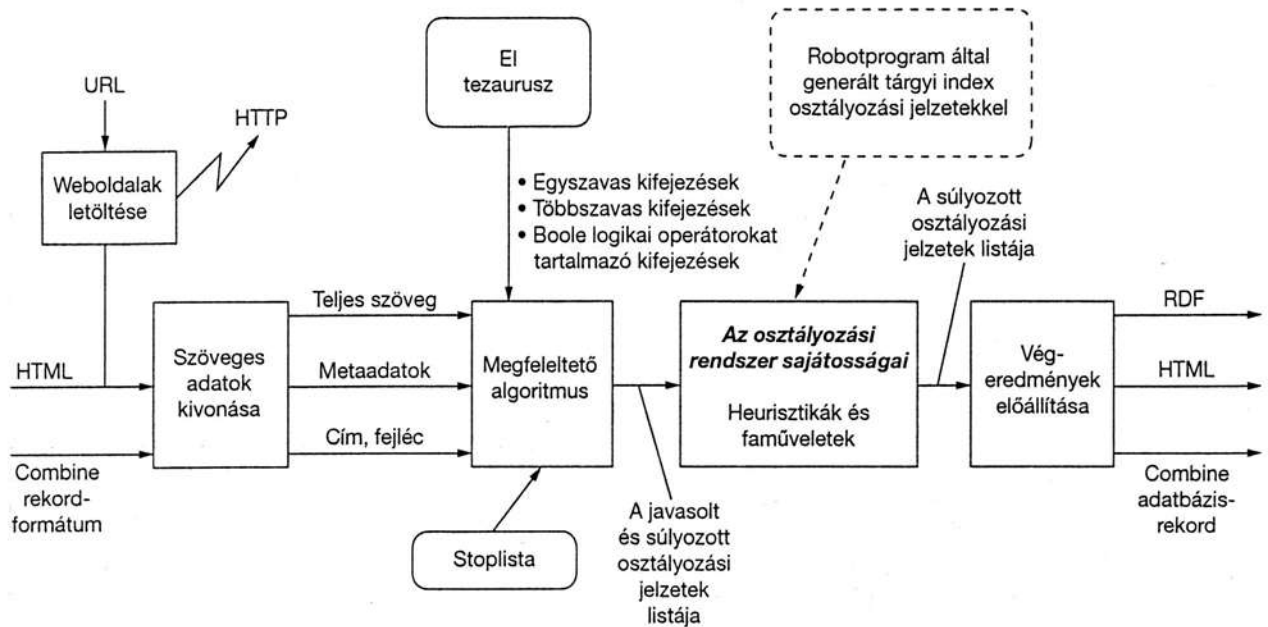 URL
HTTP
Weboldalak
letöltése
EI
tezaurusz
Robotprogram által
generált tárgyi index
osztályozási jelzetekkel
• Egyszavas kifejezések
• Többszavas kifejezések
• Boole logikai operátorokat
tartalmazó kifejezések
A súlyozott
osztályozási
jelzetek listája
HTML
Combine
rekord-
formátum
Szöveges
adatok
kivonása
Teljes szöveg
Metaadatok
Cím, fejléc
Megfeleltető
algoritmus
Stoplista
A javasolt
és súlyozott
osztályozási
jelzetek
listája
Az osztályozási
rendszer sajátosságai
Heurisztikák és
faműveletek
Vég-
eredmények
előállítása
RDF
HTML
Combine
adatbázis-
rekord